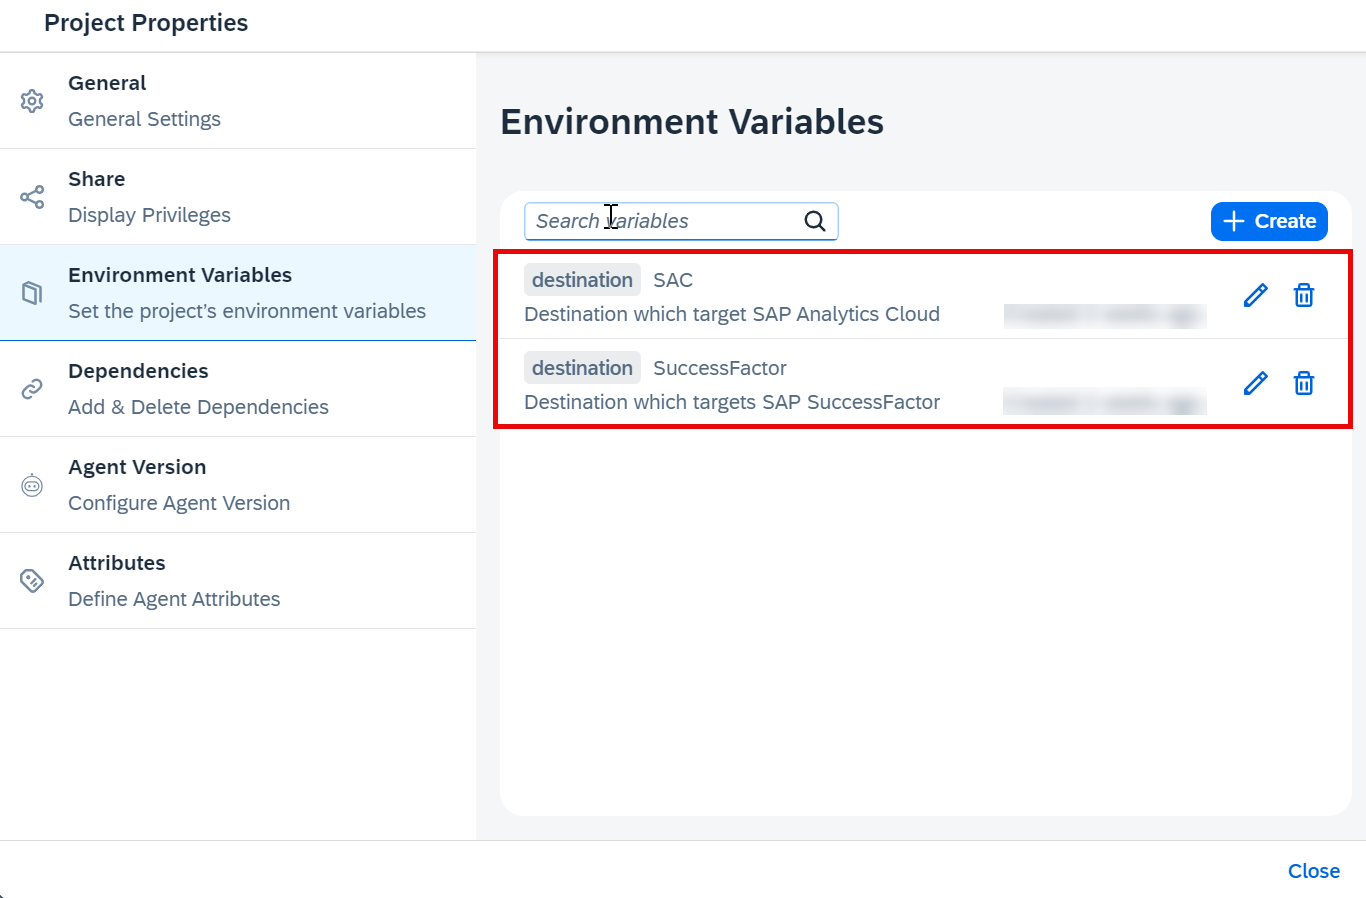 Project Properties
General
General Settings
Share
Display Privileges
Environment Variables
Set the project's environment variables
Dependencies
Add & Delete Dependencies
Agent Version
Configure Agent Version
Attributes
Define Agent Attributes
Environment Variables
Search variables
Create
destination SAC
Destination which target SAP Analytics Cloud
destination SuccessFactor
Destination which targets SAP SuccessFactor
Close